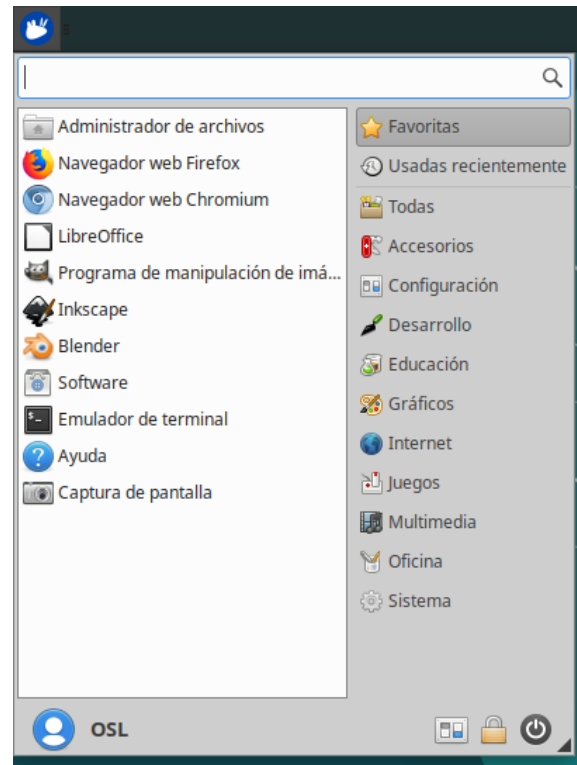 Administrador de archivos
Navegador web Firefox
Navegador web Chromium
LibreOffice
Programa de manipulación de imá...
Inkscape
Blender
Software
Emulador de terminal
Ayuda
Captura de pantalla
Favoritas
Usadas recientemente
Todas
Accesorios
Configuración
Desarrollo
Educación
Gráficos
Internet
Juegos
Multimedia
Oficina
Sistema
OSL